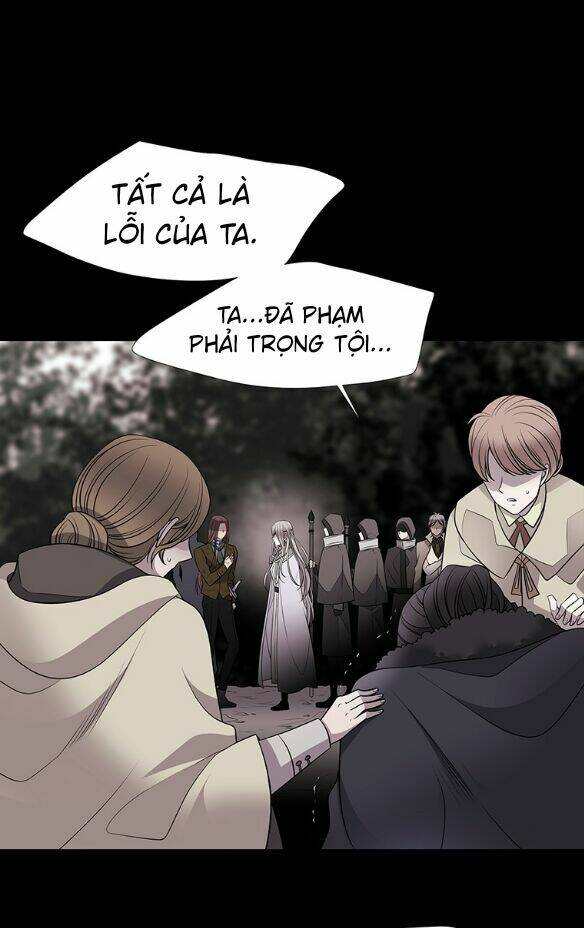 TẤT CẢ LÀ
LỖI CỦA TA.
TA...ĐÃ PHẠM
PHẢI TRỌNG TỘI...